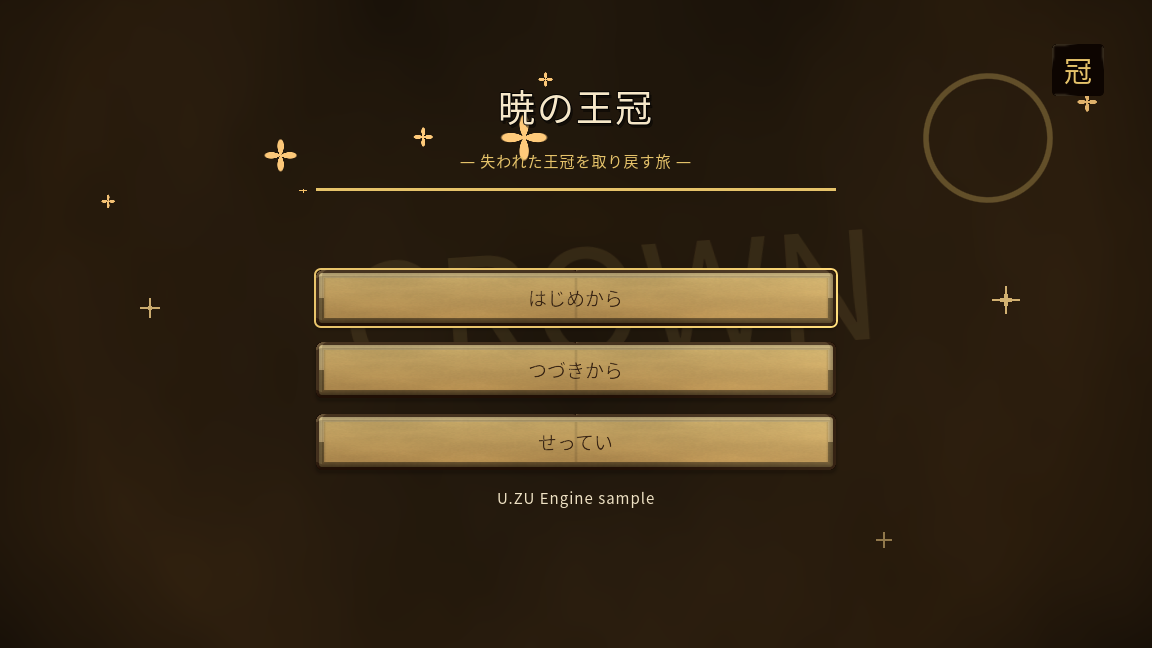 冠
暁の王冠
— 失われた王冠を取り戻す旅 —
CROWN
はじめから
つづきから
せってい
U.ZU Engine sample